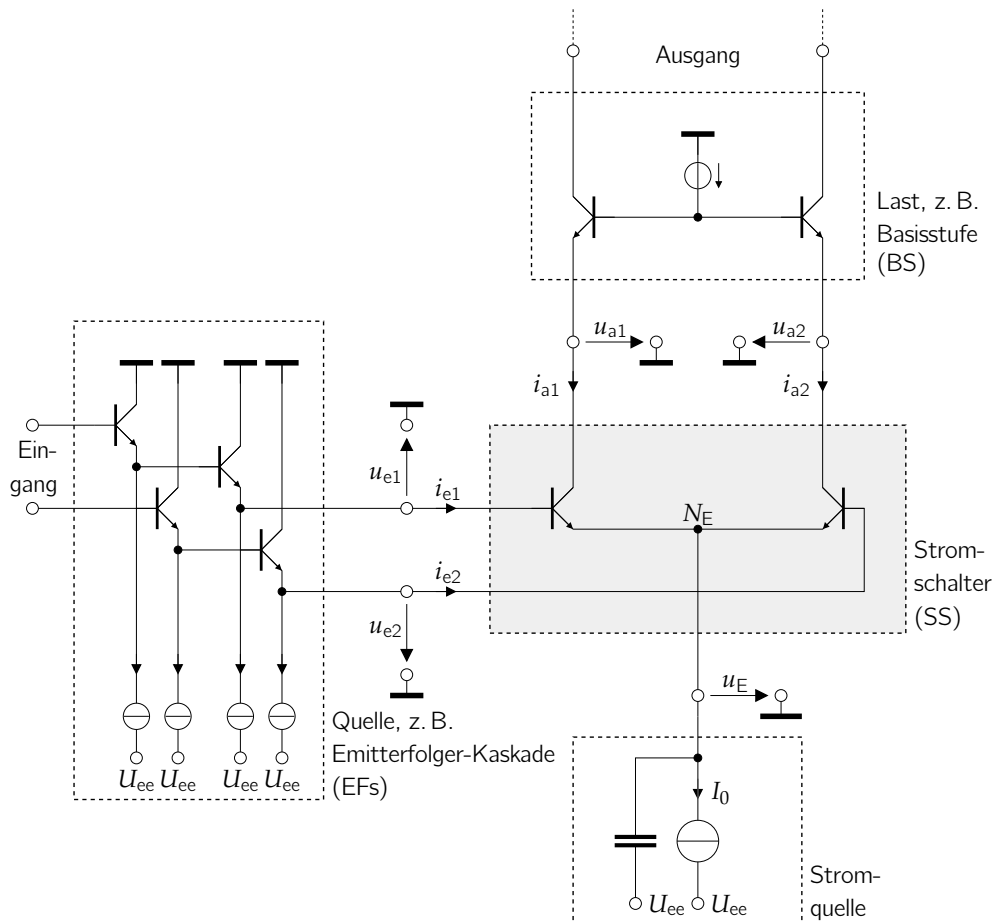 Ausgang
Last, z. B.
Basisstufe
(BS)
u_a1
u_a2
i_a1
i_a2
Ein-
gang
u_e1
i_e1
N_E
i_e2
u_e2
Strom-
schalter
(SS)
u_E
Quelle, z. B.
Emitterfolger-Kaskade
(EFs)
U_ee U_ee U_ee U_ee
I_0
U_ee U_ee
Strom-
quelle